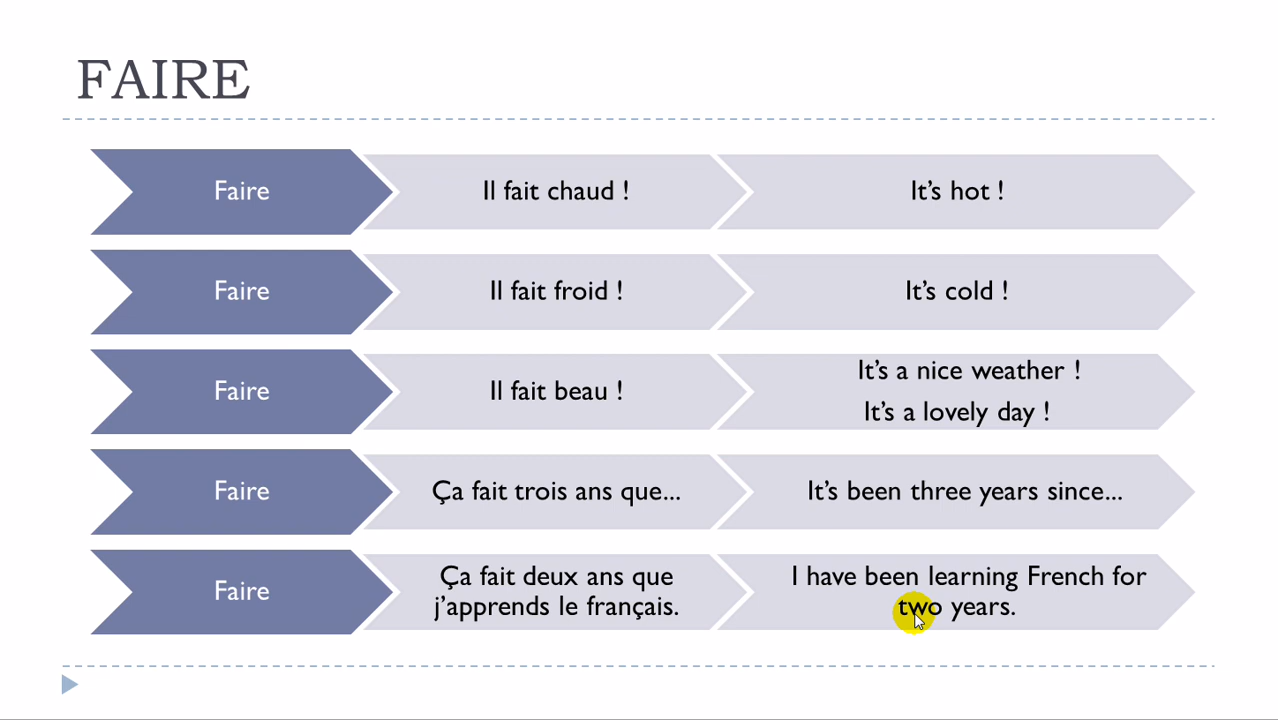 FAIRE
Faire
Il fait chaud !
It's hot !
Faire
Il fait froid !
It's cold !
Faire
Il fait beau !
It's a nice weather !
It's a lovely day !
Faire
Ça fait trois ans que...
It's been three years since...
Faire
Ça fait deux ans que
j'apprends le français.
I have been learning French for
two years.